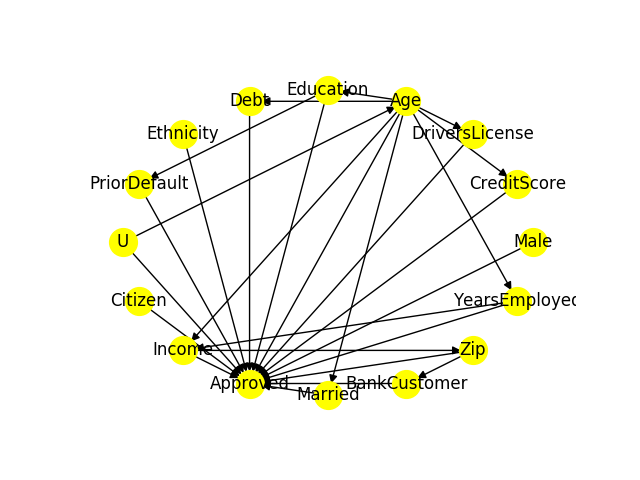 Education
Debt
Age
Ethnicity
DriversLicense
PriorDefault
CreditScore
U
Male
Citizen
YearsEmployed
Income
Zip
Approved
BankCustomer
Married